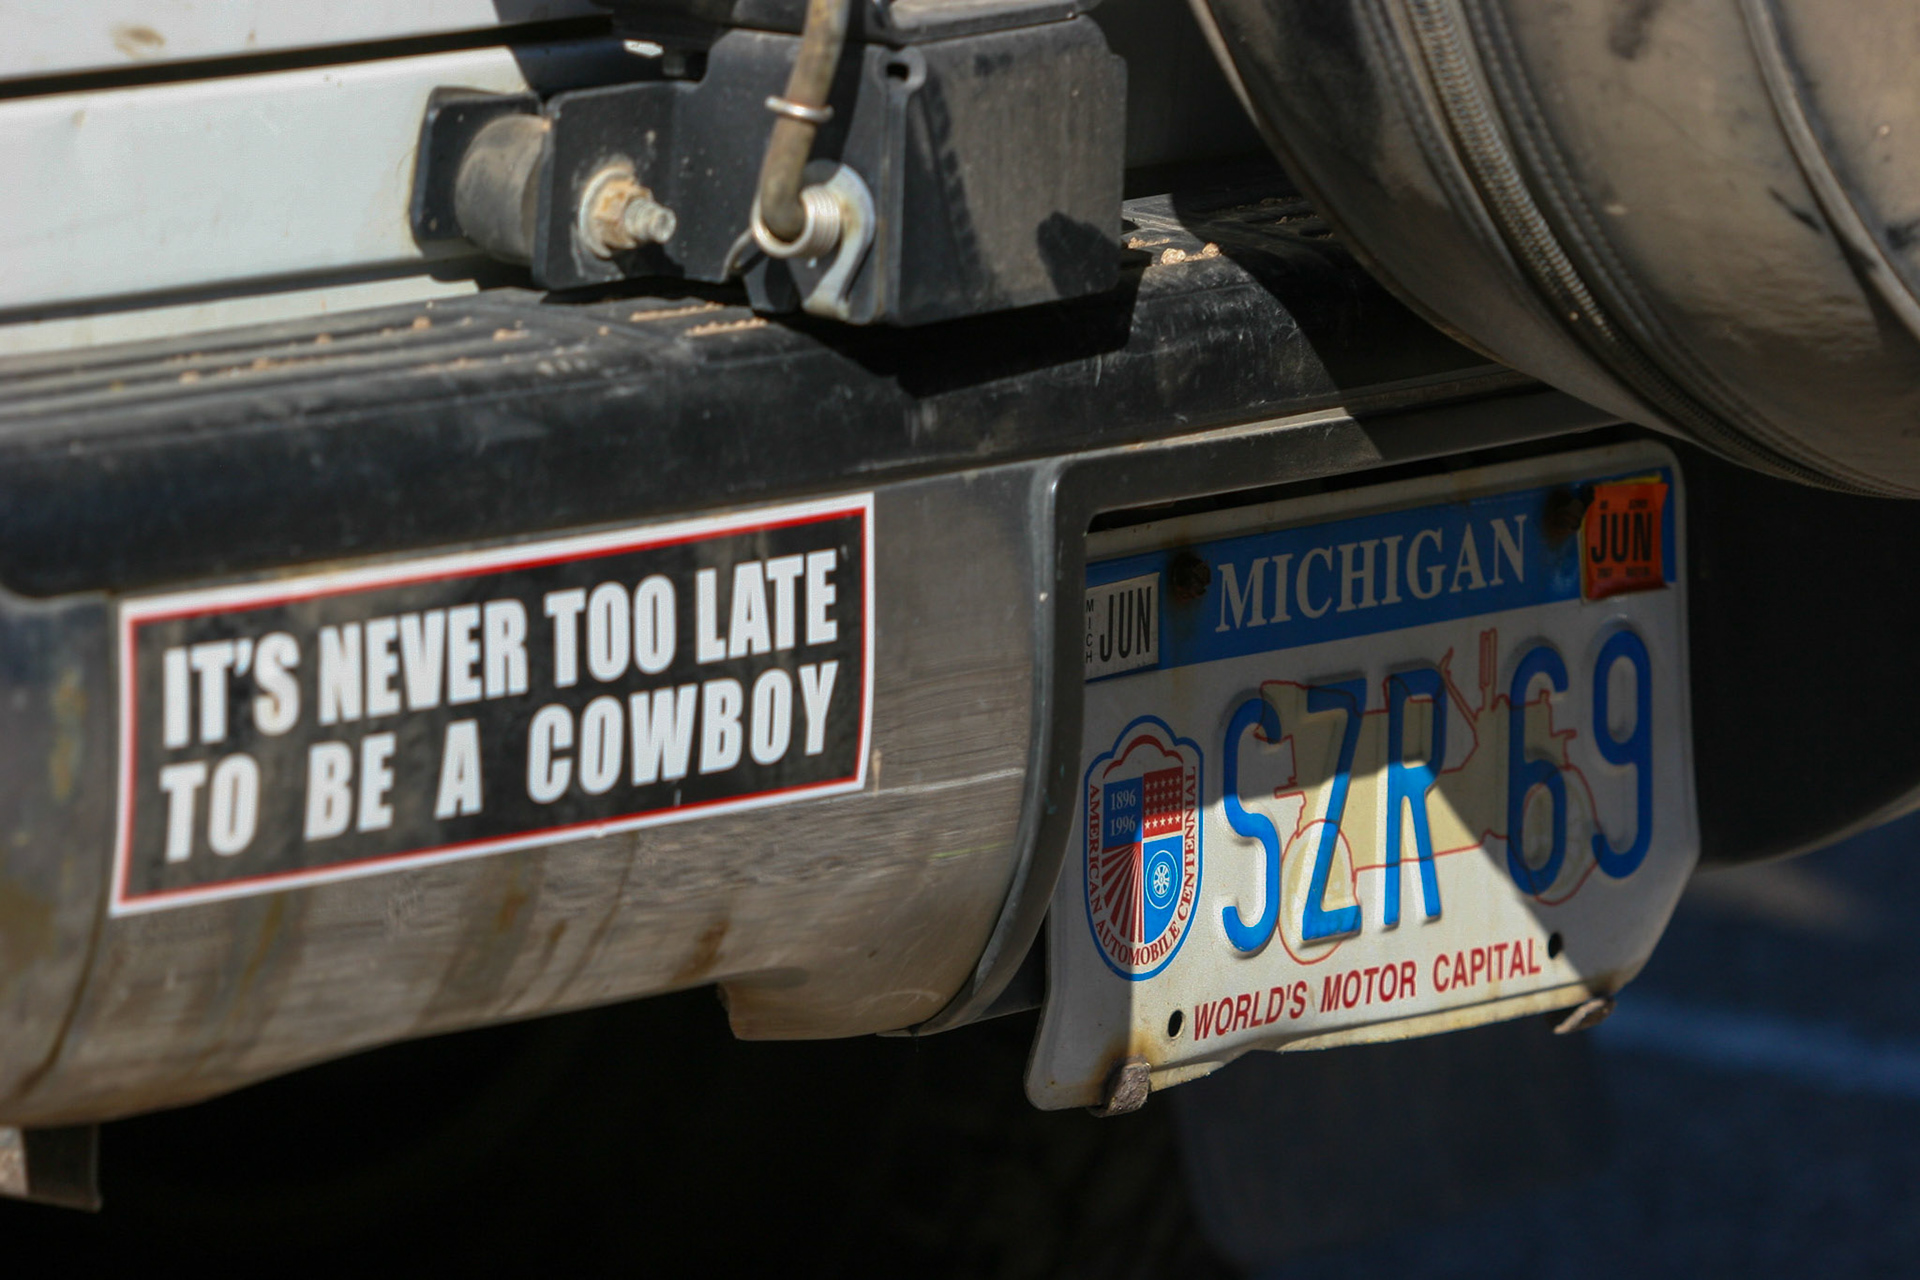 IT'S NEVER TOO LATE
TO BE A COWBOY
MICHIGAN
MICH JUN
JUN
1896
1996
AMERICAN AUTOMOBILE CENTENNIAL
SZR 69
WORLD'S MOTOR CAPITAL